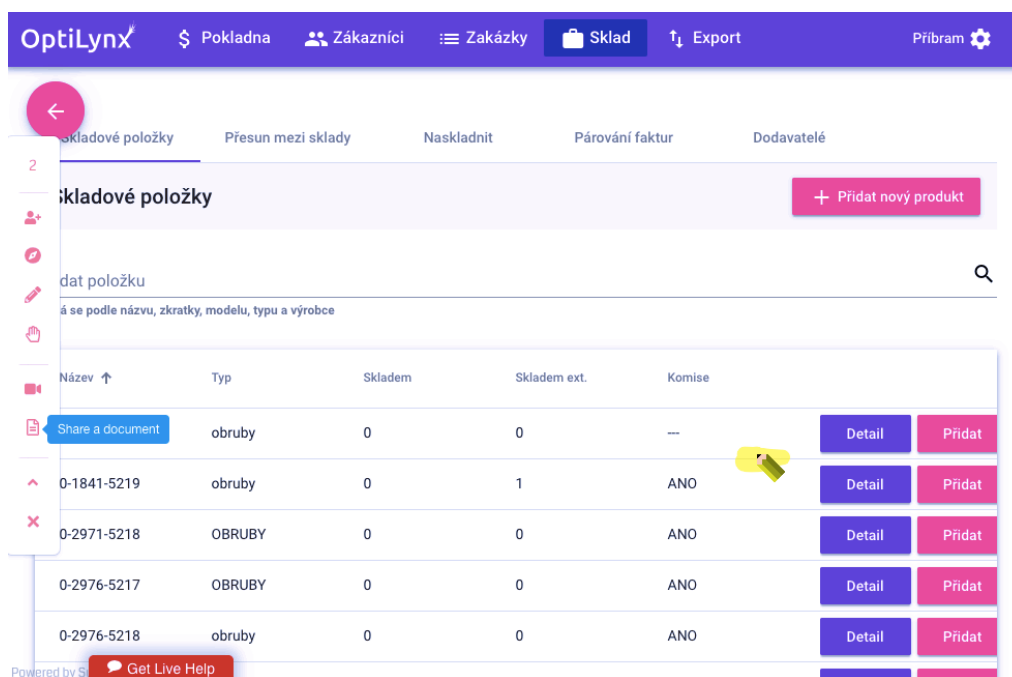 OptiLynx Pokladna Zákazníci Zakázky Sklad Export Příbram
Skladové položky Přesun mezi sklady Naskladnit Párování faktur Dodavatelé
2
Skladové položky
Přidat nový produkt
dat položku
á se podle názvu, zkratky, modelu, typu a výrobce
Název Typ Skladem Skladem ext. Komise
Share a document obruby 0 0 --- Detail Přidat
0-1841-5219 obruby 0 1 ANO Detail Přidat
0-2971-5218 OBRUBY 0 0 ANO Detail Přidat
0-2976-5217 OBRUBY 0 0 ANO Detail Přidat
0-2976-5218 obruby 0 0 ANO Detail Přidat
Powered by
Get Live Help